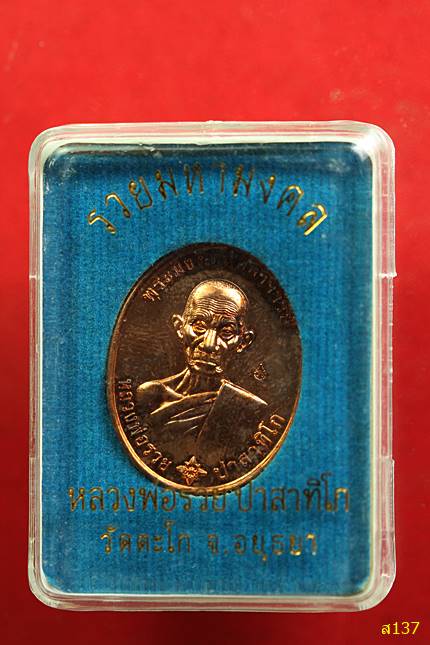 รวยมหามงคล
หลวงพ่อรวย ปาสาทิโก
หลวงพ่อรวย ปาสาทิโก
วัดตะโก จ.อยุธยา
ส137